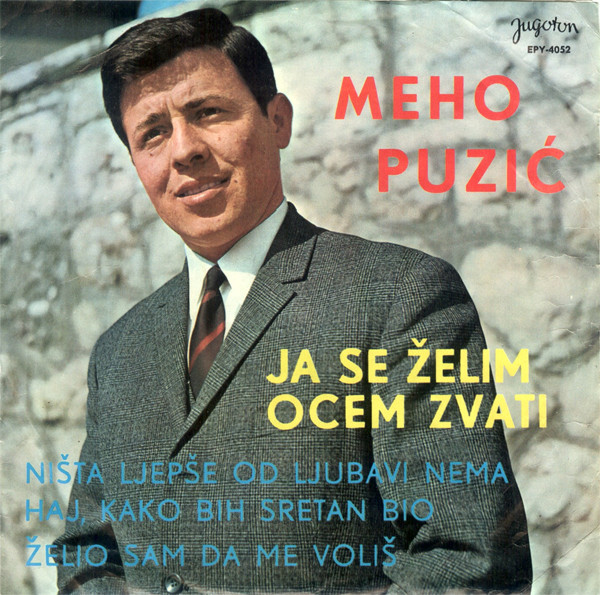 Jugoton
EPY-4052
MEHO
PUZIĆ
JA SE ŽELIM
OCEM ZVATI
NIŠTA LJEPŠE OD LJUBAVI NEMA
HAJ, KAKO BIH SRETAN BIO
ŽELIO SAM DA ME VOLIŠ